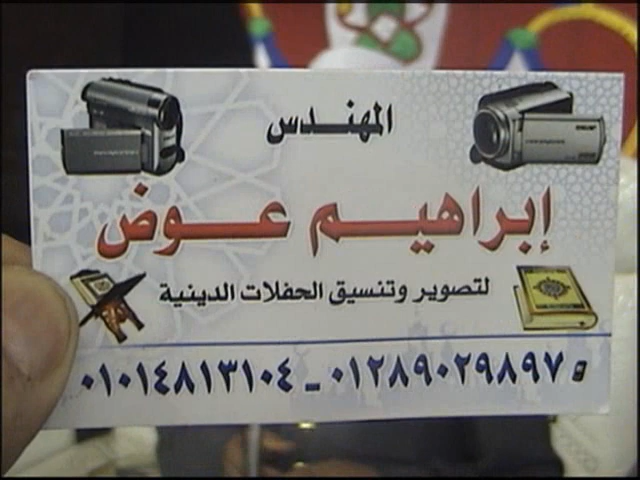 المهندس
إبراهيم عوض
لتصوير وتنسيق الحفلات الدينية
٠١٠١٤٨١٣١٠٤ - ٠١٢٨٩٠٢٩٨٩٧